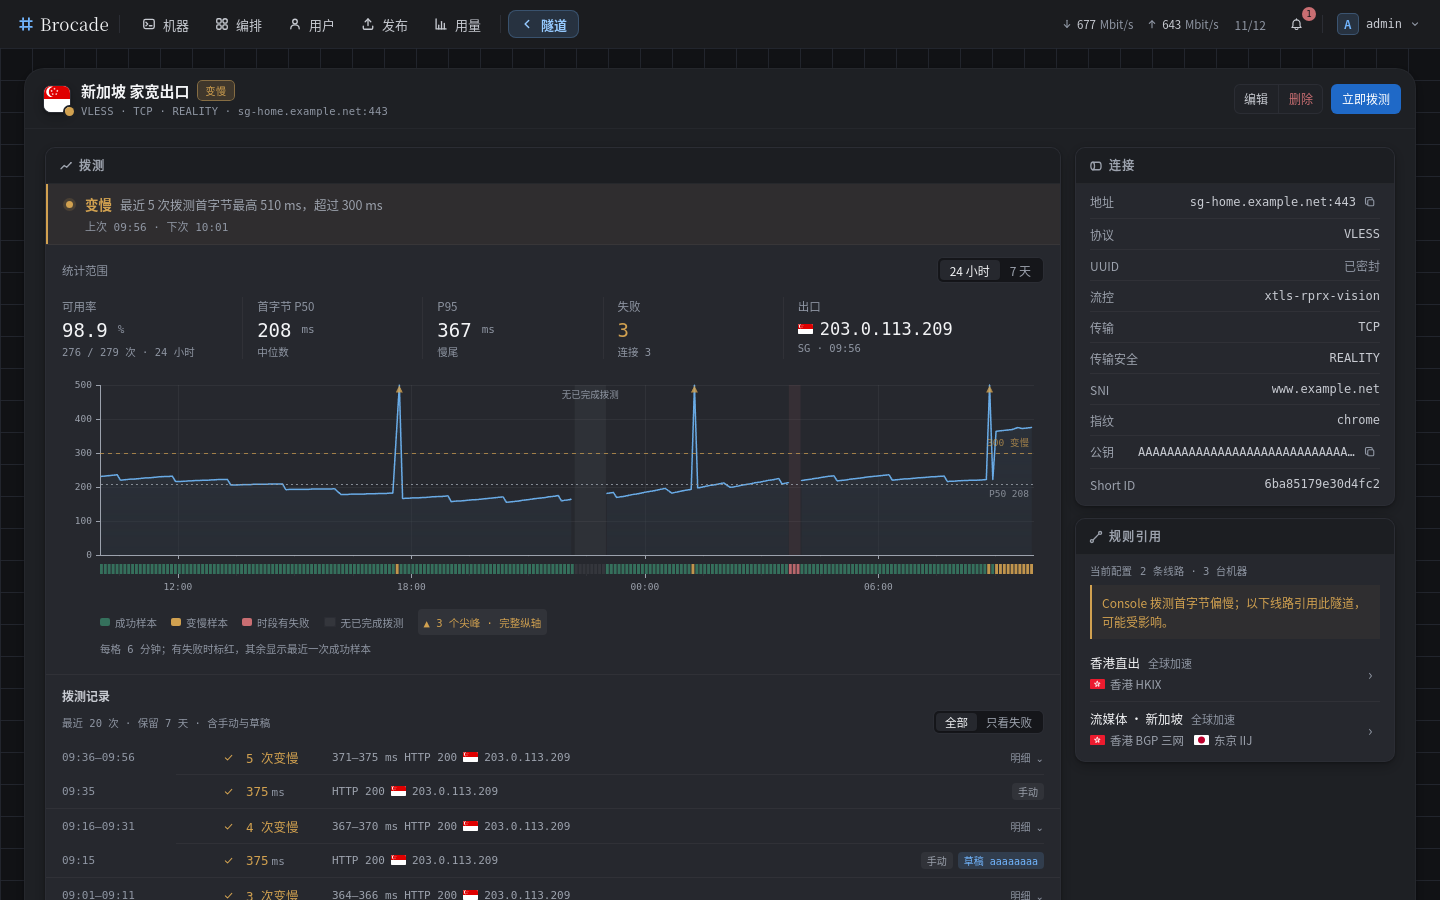 Brocade 机器 编排 用户 发布 用量 隧道 ↓ 677 Mbit/s ↑ 643 Mbit/s 11/12 1 A admin
新加坡 家宽出口 变慢
VLESS · TCP · REALITY · sg-home.example.net:443
编辑 删除 立即拨测
拨测
变慢 最近 5 次拨测首字节最高 510 ms，超过 300 ms
上次 09:56 · 下次 10:01
统计范围 24 小时 7 天
可用率 首字节 P50 P95 失败 出口
98.9 % 208 ms 367 ms 3 203.0.113.209
276 / 279 次 · 24 小时 中位数 慢尾 连接 3 SG · 09:56
500
400
300
200
100
0
无已完成拨测
300 变慢
P50 208
12:00 18:00 00:00 06:00
成功样本 变慢样本 时段有失败 无已完成拨测 ▲ 3 个尖峰 · 完整纵轴
每格 6 分钟；有失败时标红，其余显示最近一次成功样本
拨测记录
最近 20 次 · 保留 7 天 · 含手动与草稿 全部 只看失败
09:36–09:56 ✓ 5 次变慢 371–375 ms HTTP 200 203.0.113.209 明细
09:35 ✓ 375 ms HTTP 200 203.0.113.209 手动
09:16–09:31 ✓ 4 次变慢 367–370 ms HTTP 200 203.0.113.209 明细
09:15 ✓ 375 ms HTTP 200 203.0.113.209 手动 草稿 aaaaaaaa
09:01–09:11 ✓ 3 次变慢 364–366 ms HTTP 200 203.0.113.209 明细
连接
地址 sg-home.example.net:443
协议 VLESS
UUID 已密封
流控 xtls-rprx-vision
传输 TCP
传输安全 REALITY
SNI www.example.net
指纹 chrome
公钥 AAAAAAAAAAAAAAAAAAAAAAAAAAAAA…
Short ID 6ba85179e30d4fc2
规则引用
当前配置 2 条线路 · 3 台机器
Console 拨测首字节偏慢；以下线路引用此隧道，
可能受影响。
香港直出 全球加速
香港 HKIX
流媒体 · 新加坡 全球加速
香港 BGP 三网 东京 IIJ